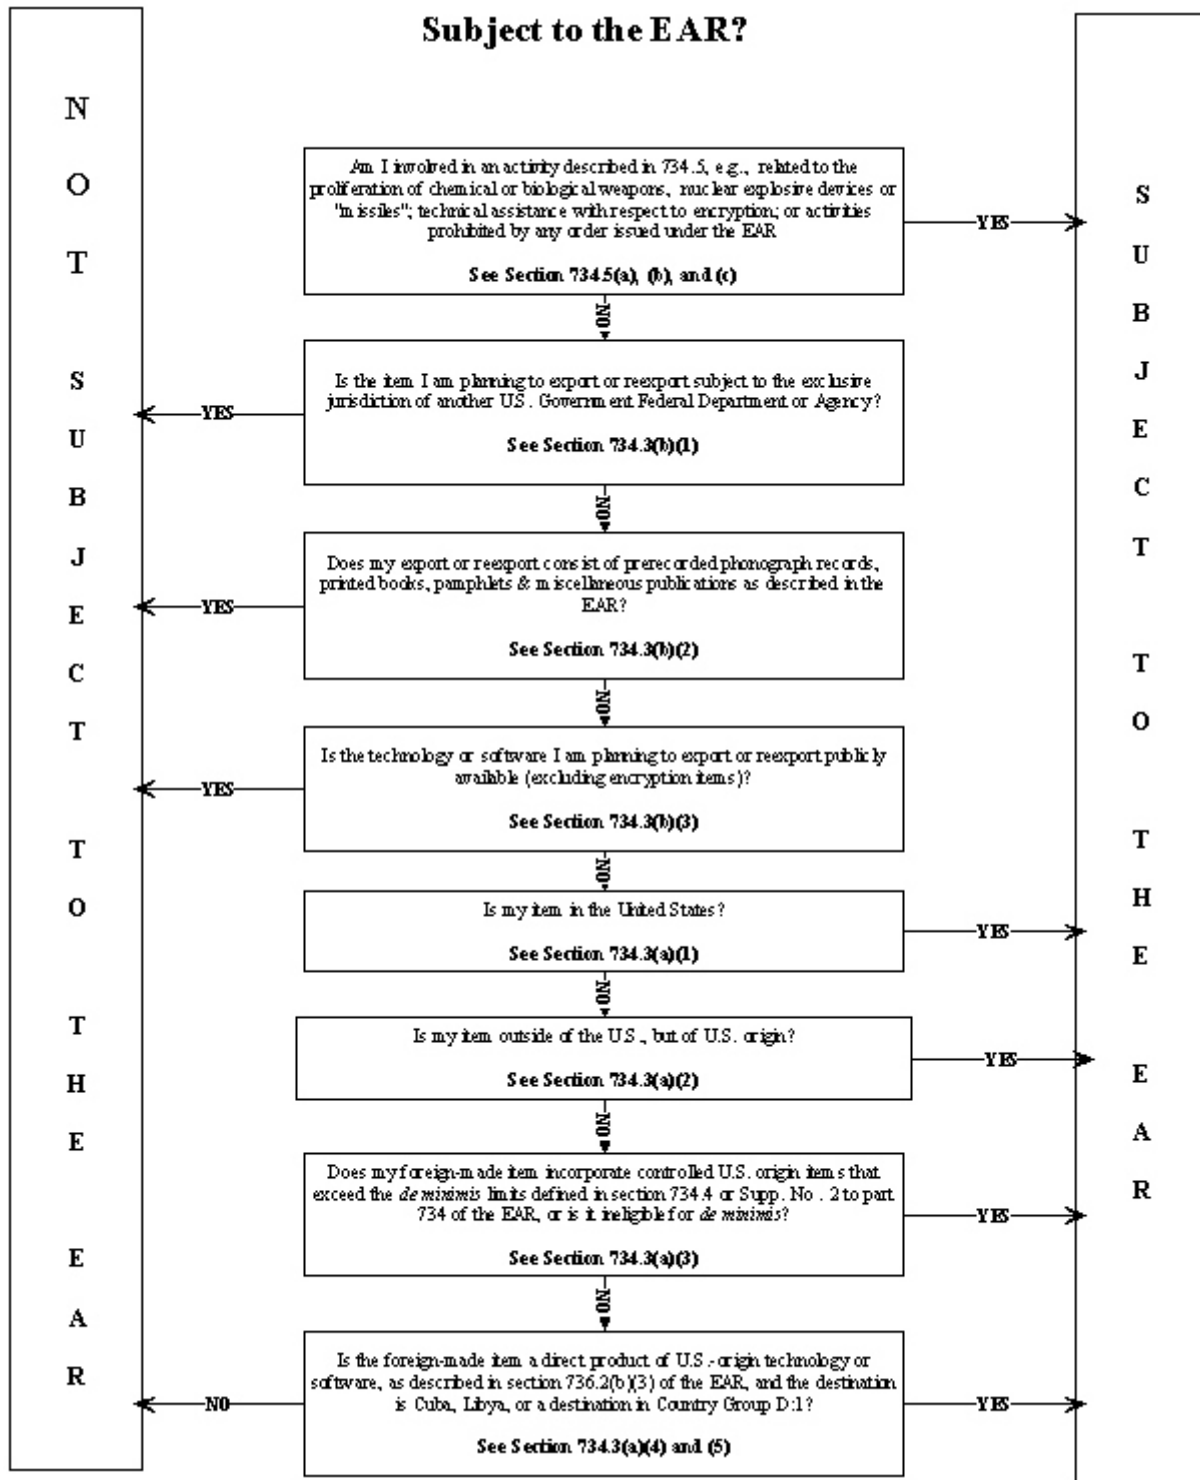 Subject to the EAR?
NOT SUBJECT TO THE EAR
SUBJECT TO THE EAR
Am I involved in an activity described in 734.5, e.g., related to the
proliferation of chemical or biological weapons, nuclear explosive devices or
"missiles"; technical assistance with respect to encryption; or activities
prohibited by any order issued under the EAR
See Section 734.5(a), (b), and (c)
YES
NO
Is the item I am planning to export or reexport subject to the exclusive
jurisdiction of another U.S. Government Federal Department or Agency?
See Section 734.3(b)(1)
YES
NO
Does my export or reexport consist of prerecorded phonograph records,
printed books, pamphlets & miscellaneous publications as described in the
EAR?
See Section 734.3(b)(2)
YES
NO
Is the technology or software I am planning to export or reexport publicly
available (excluding encryption items)?
See Section 734.3(b)(3)
YES
NO
Is my item in the United States?
See Section 734.3(a)(1)
YES
NO
Is my item outside of the U.S., but of U.S. origin?
See Section 734.3(a)(2)
YES
NO
Does my foreign-made item incorporate controlled U.S. origin items that
exceed the de minimis limits defined in section 734.4 or Supp. No . 2 to part
734 of the EAR, or is it ineligible for de minimis?
See Section 734.3(a)(3)
YES
NO
Is the foreign-made item a direct product of U.S.-origin technology or
software, as described in section 736.2(b)(3) of the EAR, and the destination
is Cuba, Libya, or a destination in Country Group D:1?
See Section 734.3(a)(4) and (5)
NO
YES